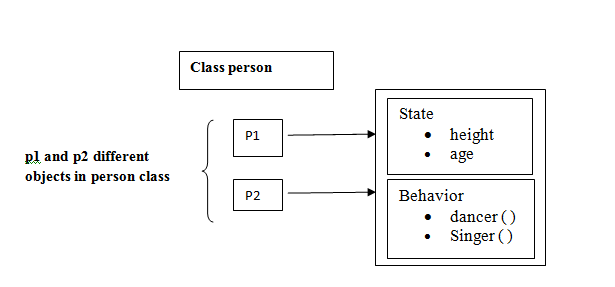 Class person
p1 and p2 different
objects in person class
P1
P2
State
• height
• age
Behavior
• dancer ( )
• Singer ( )